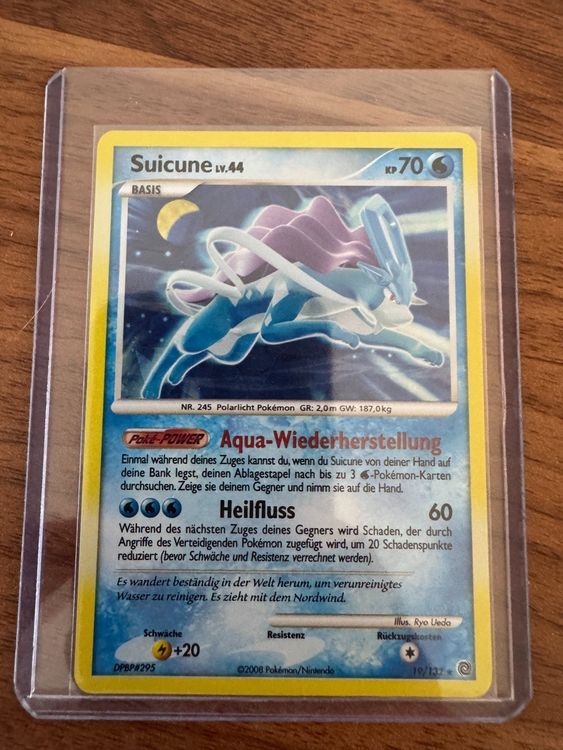 Suicune LV.44
KP 70
BASIS
NR. 245 Polarlicht Pokémon GR: 2,0m GW: 187,0kg
Poké-POWER Aqua-Wiederherstellung
Einmal während deines Zuges kannst du, wenn du Suicune von deiner Hand auf
deine Bank legst, deinen Ablagestapel nach bis zu 3 -Pokémon-Karten
durchsuchen. Zeige sie deinem Gegner und nimm sie auf die Hand.
Heilfluss 60
Während des nächsten Zuges deines Gegners wird Schaden, der durch
Angriffe des Verteidigenden Pokémon zugefügt wird, um 20 Schadenspunkte
reduziert (bevor Schwäche und Resistenz verrechnet werden).
Es wandert beständig in der Welt herum, um verunreinigtes
Wasser zu reinigen. Es zieht mit dem Nordwind.
Illus. Ryo Ueda
Schwäche Resistenz Rückzugskosten
+20
DPBP#295 ©2008 Pokémon/Nintendo 19/132 ★